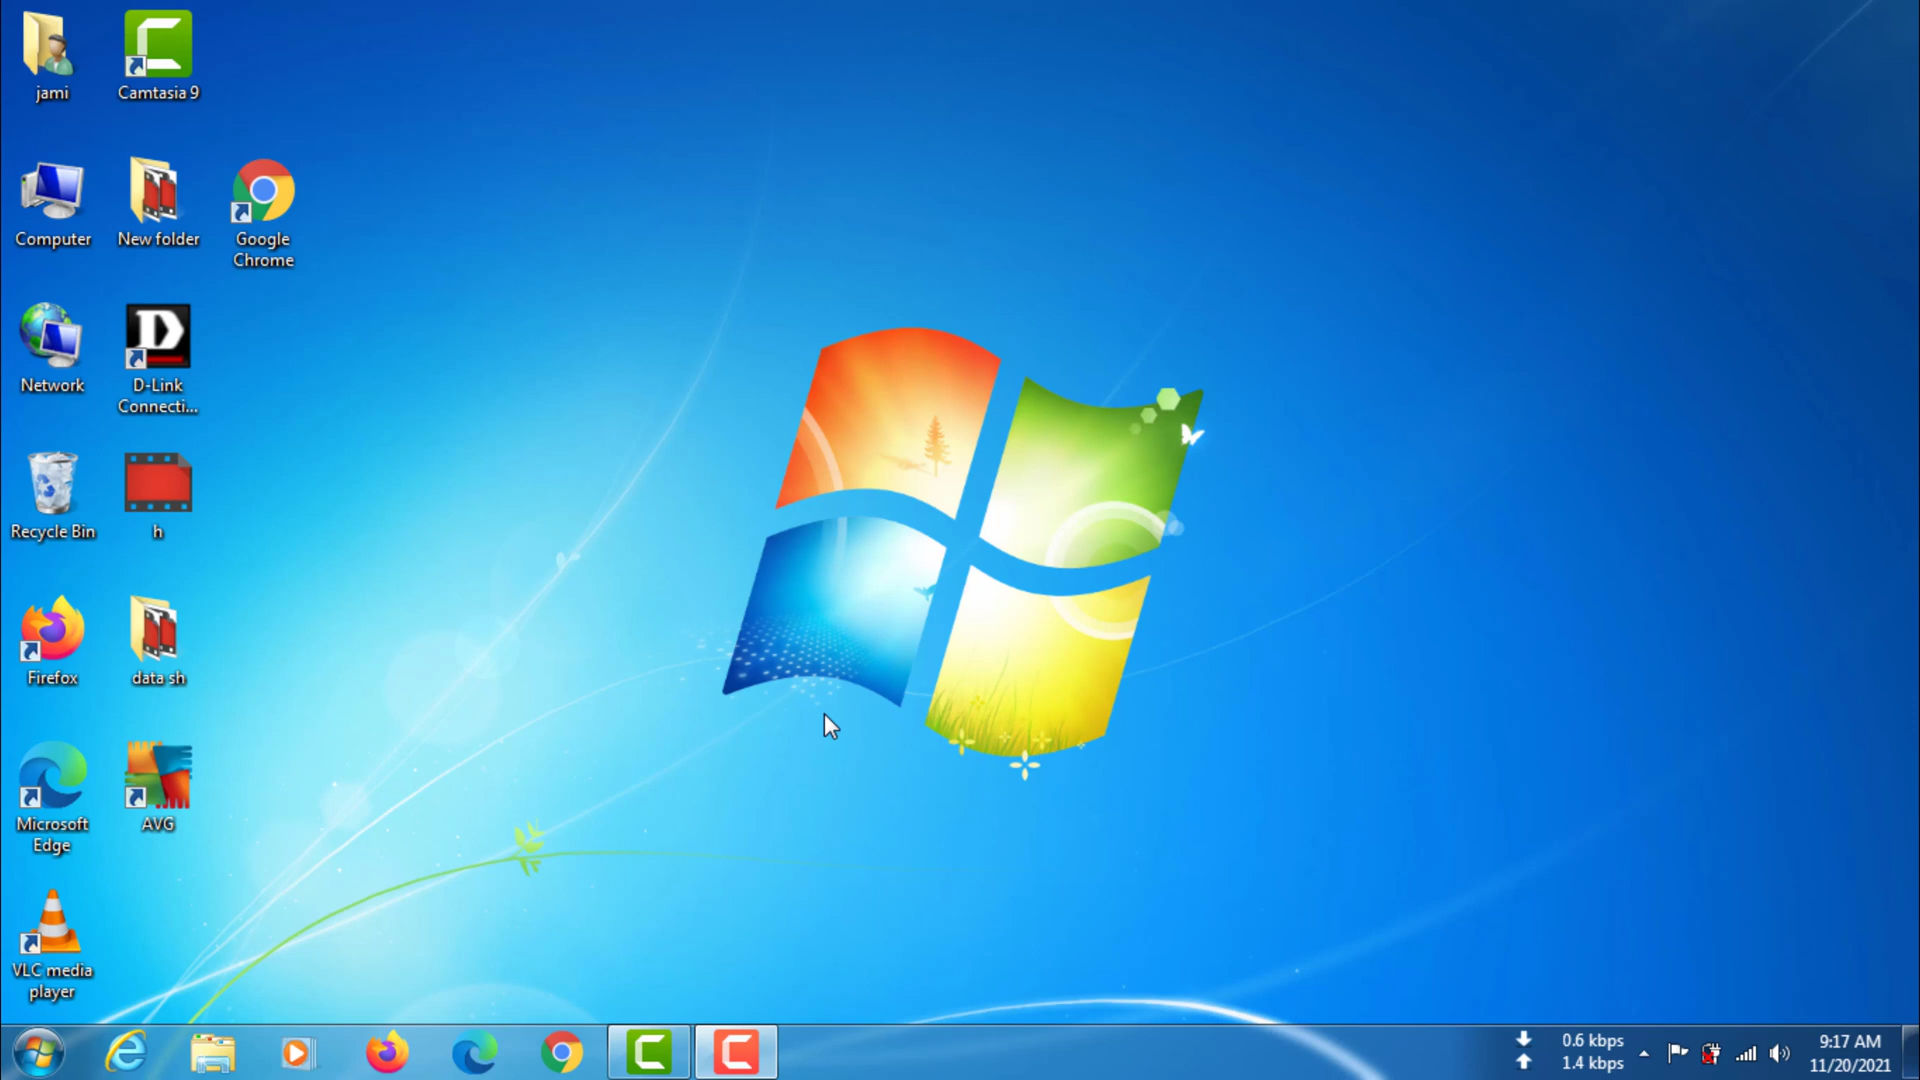 jami
Camtasia 9
Computer
New folder
Google
Chrome
Network
D-Link
Connecti...
Recycle Bin
h
Firefox
data sh
Microsoft
Edge
AVG
VLC media
player
0.6 kbps
1.4 kbps
9:17 AM
11/20/2021